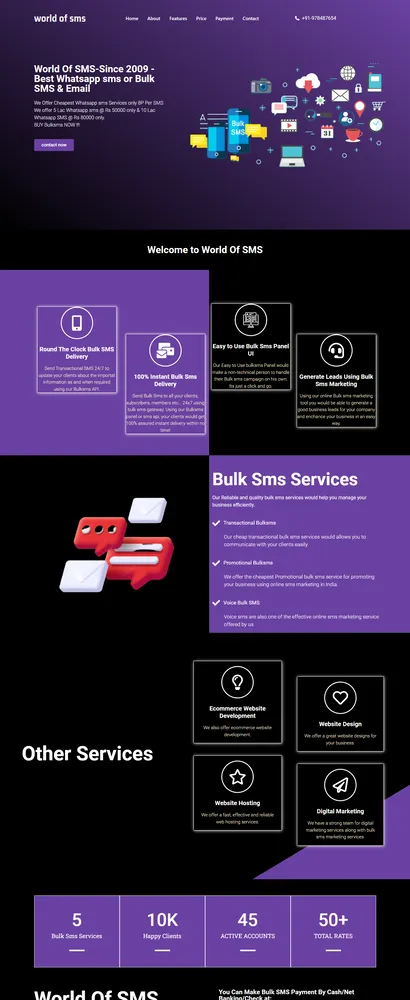 world of sms
Home
About
Features
Price
Payment
Contact
+91-978487654
World Of SMS-Since 2009 -
Best Whatsapp sms or Bulk
SMS & Email
We Offer Cheapest Whatsapp sms Services only 8P Per SMS
We offer 5 Lac Whatsapp SMS @ Rs 50000 only & 10 Lac
Whatsapp SMS @ Rs 80000 only.
BUY Bulksms NOW !!!
contact now
Bulk
SMS
31
Welcome to World Of SMS
Round The Clock Bulk SMS
Delivery
Send Transactional SMS 24/7 to
update your clients about the importat
information as and when required
using our Bulksms API.
100% Instant Bulk Sms
Delivery
Send Bulk Sms to all your clients,
subscribers, members etc... 24x7 using
bulk sms gateway. Using our Bulksms
panel or sms api, your clients would get
100% assured instant delivery within no
time!
Easy to Use Bulk Sms Panel
UI
Our Easy to Use Bulksms Panel would
make a non-technical person to handle
their Bulk sms campaign on his own.
Its just a click and go.
Generate Leads Using Bulk
Sms Marketing
Using our online Bulk sms marketing
tool you would be able to generate a
good business leads for your company
and enchance your business in an easy
way.
Bulk Sms Services
Our Reliable and quality bulk sms services would help you manage your
business efficiently.
Transactional Bulksms
Our cheap transactional bulk sms services would allows you to
communicate with your clients easily
Promotional Bulksms
We offer the cheapest Promotional bulk sms service for promoting
your business using online sms marketing in India.
Voice Bulk SMS
Voice sms are also one of the effective online sms marketing service
offered by us
Other Services
Ecommerce Website
Development
We also offer ecommerce website
development.
Website Design
We offer a great website designs for
your business.
Website Hosting
We offer a fast, effective and reliable
web hosting services.
Digital Marketing
We have a strong team for digital
marketing services along with bulk
sms marketing services
5
Bulk Sms Services
10K
Happy Clients
45
ACTIVE ACCOUNTS
50+
TOTAL RATES
World Of SMS
You Can Make Bulk SMS Payment By Cash/Net
Banking/Check at: